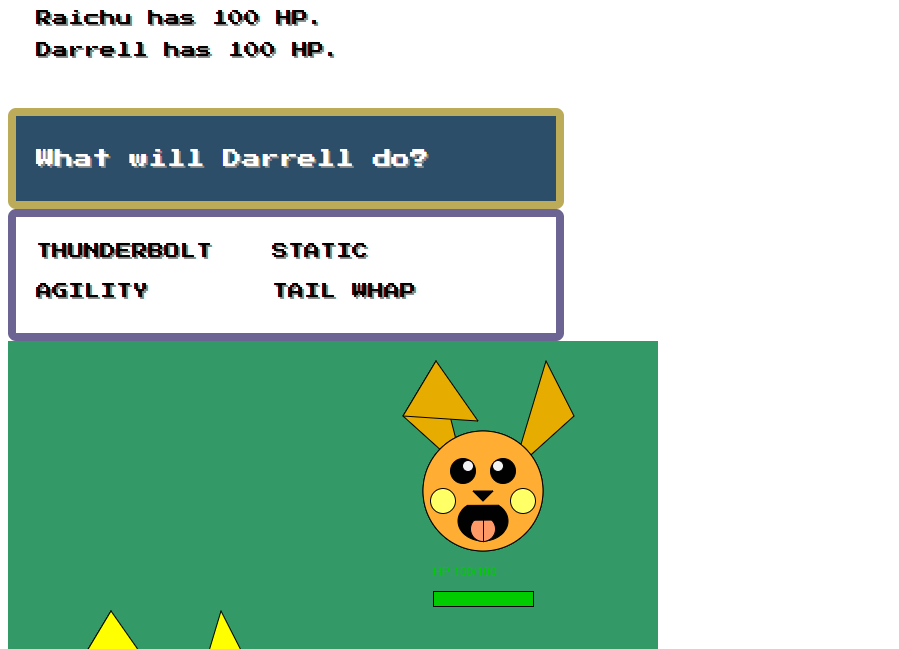 Raichu has 100 HP.
Darrell has 100 HP.
What will Darrell do?
THUNDERBOLT STATIC
AGILITY TAIL WHAP